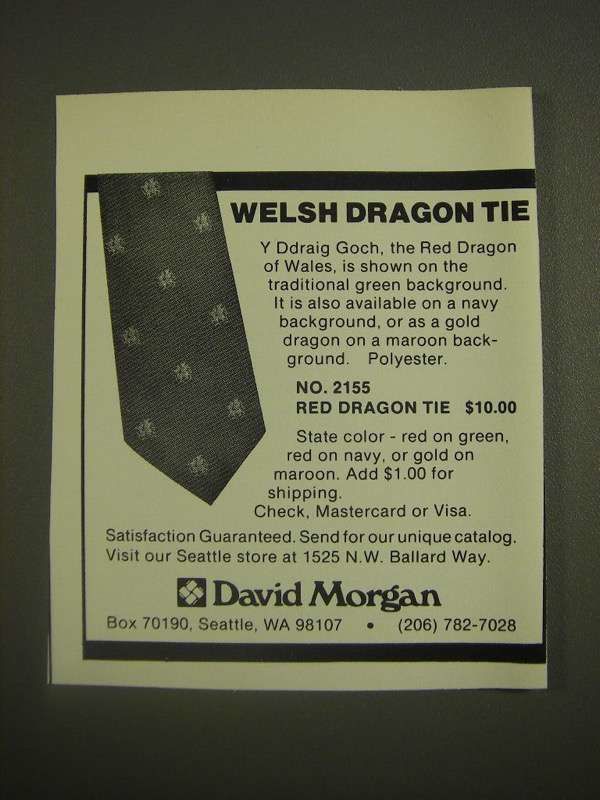 WELSH DRAGON TIE
Y Ddraig Goch, the Red Dragon
of Wales, is shown on the
traditional green background.
It is also available on a navy
background, or as a gold
dragon on a maroon back-
ground. Polyester.
NO. 2155
RED DRAGON TIE $10.00
State color - red on green,
red on navy, or gold on
maroon. Add $1.00 for
shipping.
Check, Mastercard or Visa.
Satisfaction Guaranteed. Send for our unique catalog.
Visit our Seattle store at 1525 N.W. Ballard Way.
David Morgan
Box 70190, Seattle, WA 98107 • (206) 782-7028